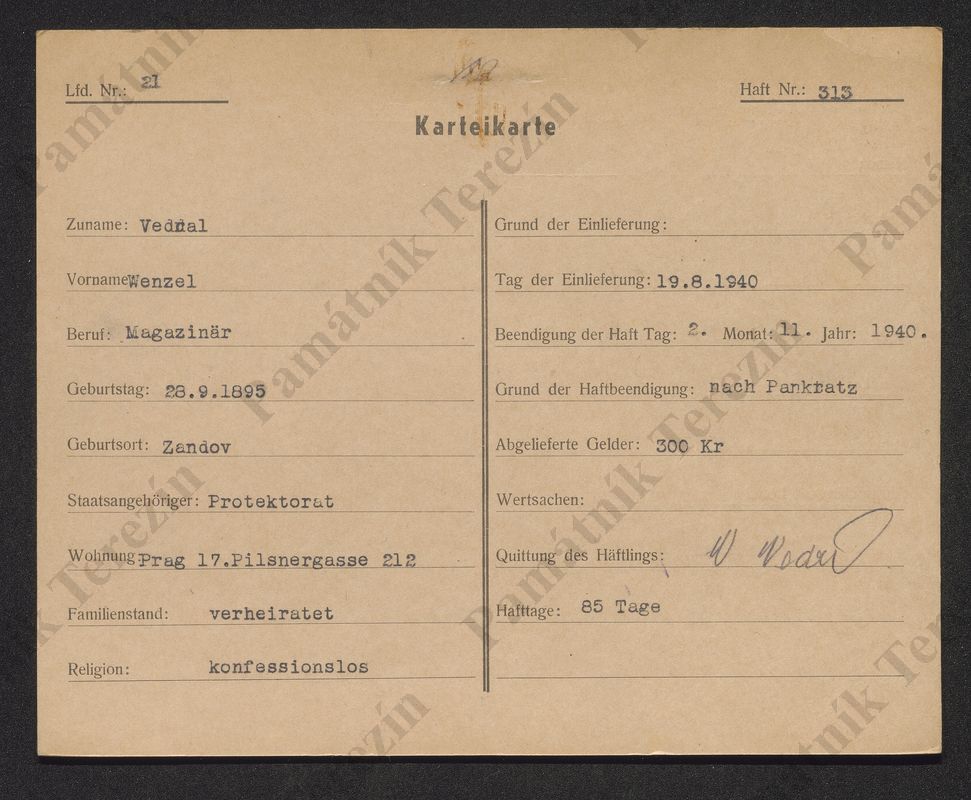 Lfd. Nr.: 21
Haft Nr.: 313
Karteikarte
Zuname: Vedral
Vorname Wenzel
Beruf: Magazinär
Geburtstag: 28.9.1895
Geburtsort: Zandov
Staatsangehöriger: Protektorat
Wohnung Prag 17.Pilsnergasse 212
Familienstand: verheiratet
Religion: konfessionslos
Grund der Einlieferung:
Tag der Einlieferung: 19.8.1940
Beendigung der Haft Tag: 2. Monat: 11. Jahr: 1940.
Grund der Haftbeendigung: nach Pankratz
Abgelieferte Gelder: 300 Kr
Wertsachen:
Quittung des Häftlings: W
Hafttage: 85 Tage
Památník Terezín